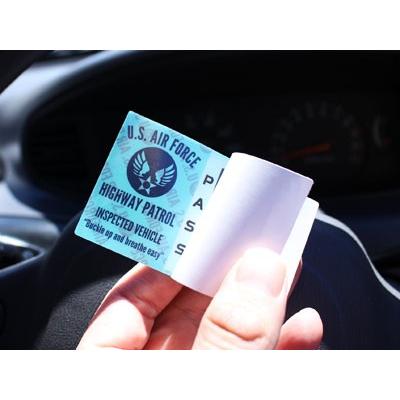 U.S. AIR FORCE
HIGHWAY PATROL
INSPECTED VEHICLE
"Buckle up and breathe easy"
PASS